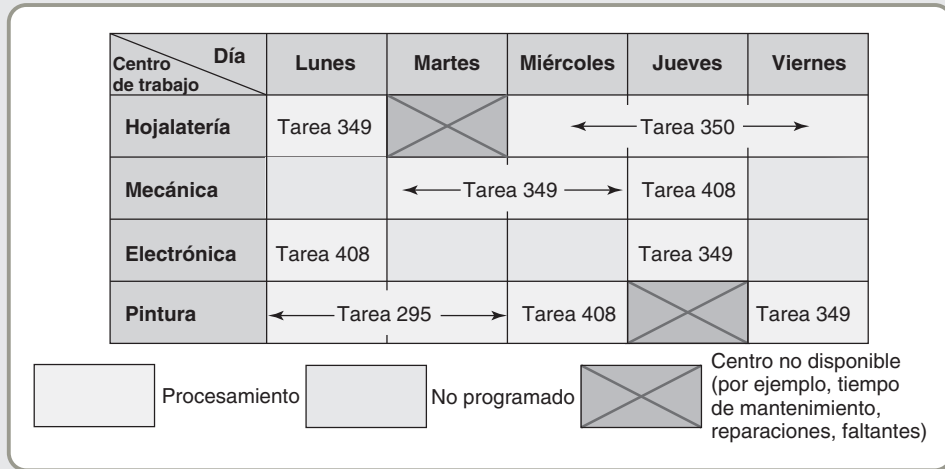 Día
Centro
de trabajo
Lunes
Martes
Miércoles
Jueves
Viernes
Hojalatería
Tarea 349
Tarea 350
Mecánica
Tarea 349
Tarea 408
Electrónica
Tarea 408
Tarea 349
Pintura
Tarea 295
Tarea 408
Tarea 349
Procesamiento
No programado
Centro no disponible
(por ejemplo, tiempo
de mantenimiento,
reparaciones, faltantes)